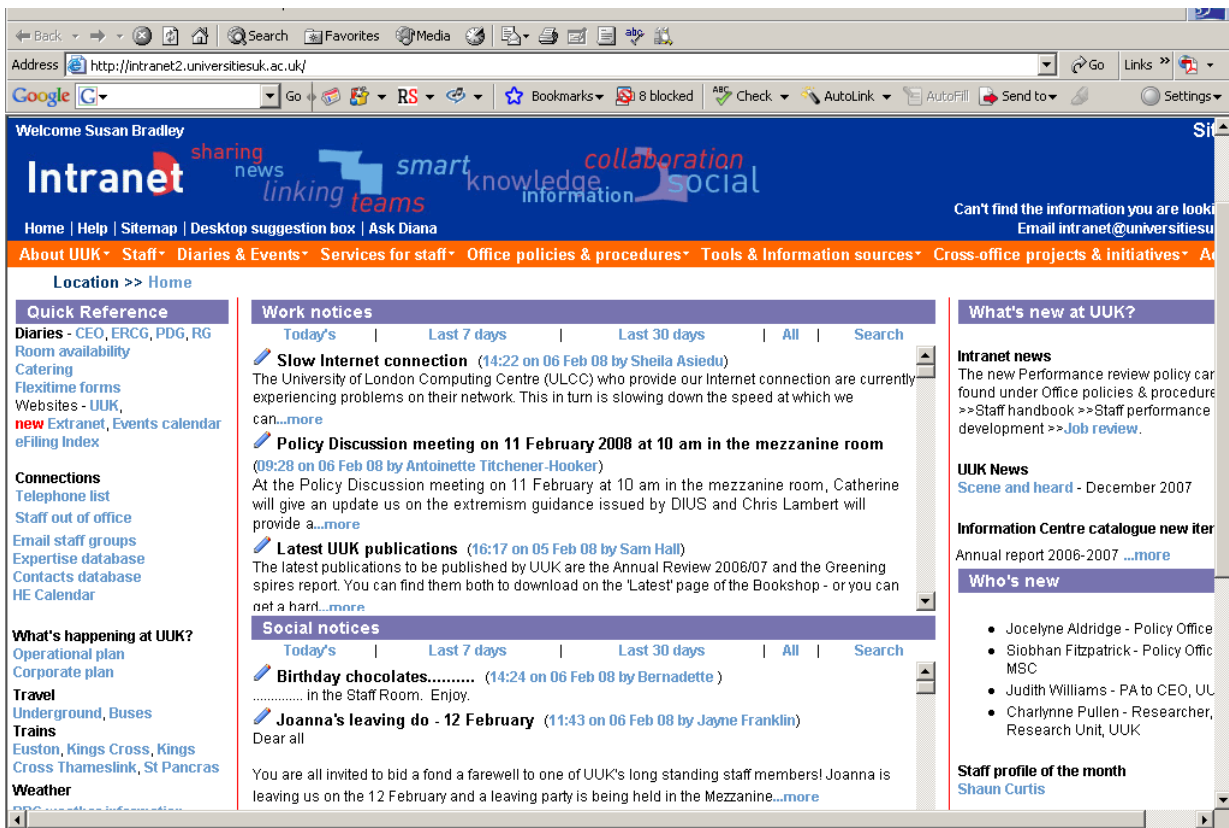 Back Search Favorites Media
Address http://intranet2.universitiesuk.ac.uk/ Go Links »
Google G Go RS Bookmarks 8 blocked Check AutoLink AutoFill Send to Settings
Welcome Susan Bradley
Intranet sharing news linking teams smart knowledge information collaboration social
Can't find the information you are
Home | Help | Sitemap | Desktop suggestion box | Ask Diana
Email
About UUK Staff Diaries & Events Services for staff Office policies & procedures Tools & Information sources Cross-office projects & initiatives
Location >> Home
Quick Reference
Diaries - CEO, ERCG, PDG, RG
Room availability
Catering
Flexitime forms
Websites - UUK,
new Extranet, Events calendar
eFiling Index
Connections
Telephone list
Staff out of office
Email staff groups
Expertise database
Contacts database
HE Calendar
What's happening at UUK?
Operational plan
Corporate plan
Travel
Underground, Buses
Trains
Euston, Kings Cross, Kings
Cross Thameslink, St Pancras
Weather
Work notices
Today's | Last 7 days | Last 30 days | All | Search
Slow Internet connection (14:22 on 06 Feb 08 by Sheila Asiedu)
The University of London Computing Centre (ULCC) who provide our Internet connection are currently
experiencing problems on their network. This in turn is slowing down the speed at which we
can...more
Policy Discussion meeting on 11 February 2008 at 10 am in the mezzanine room
(09:28 on 06 Feb 08 by Antoinette Titchener-Hooker)
At the Policy Discussion meeting on 11 February at 10 am in the mezzanine room, Catherine
will give an update us on the extremism guidance issued by DIUS and Chris Lambert will
provide a...more
Latest UUK publications (16:17 on 05 Feb 08 by Sam Hall)
The latest publications to be published by UUK are the Annual Review 2006/07 and the Greening
spires report. You can find them both to download on the 'Latest' page of the Bookshop - or you can
get a hard...more
Social notices
Today's | Last 7 days | Last 30 days | All | Search
Birthday chocolates.......... (14:24 on 06 Feb 08 by Bernadette )
.............. in the Staff Room. Enjoy.
Joanna's leaving do - 12 February (11:43 on 06 Feb 08 by Jayne Franklin)
Dear all
You are all invited to bid a fond a farewell to one of UUK's long standing staff members! Joanna is
leaving us on the 12 February and a leaving party is being held in the Mezzanine...more
What's new at UUK?
Intranet news
The new Performance review policy can
found under Office policies & procedure
>>Staff handbook >>Staff performance
development >>Job review.
UUK News
Scene and heard - December 2007
Information Centre catalogue new
Annual report 2006-2007 ...more
Who's new
Jocelyne Aldridge - Policy Office
Siobhan Fitzpatrick - Policy
MSC
Judith Williams - PA to CEO,
Charlynne Pullen - Researcher,
Research Unit, UUK
Staff profile of the month
Shaun Curtis